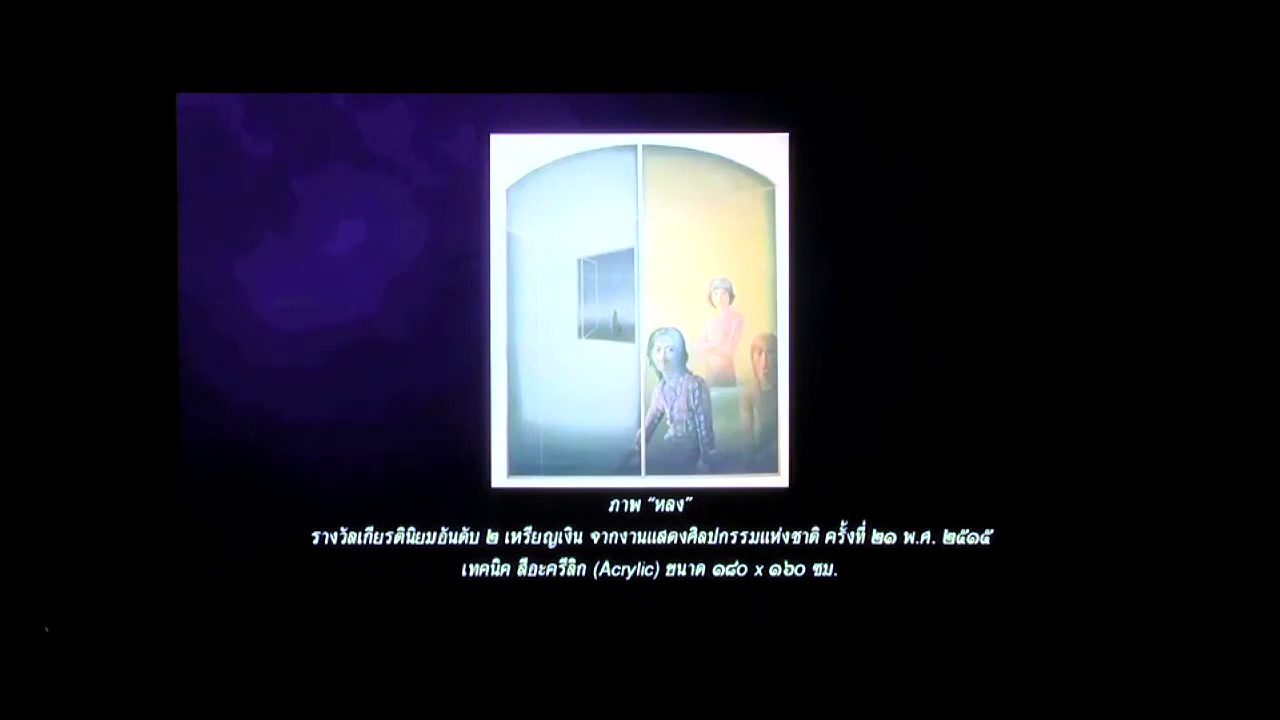 ภาพ “หลง”
รางวัลเกียรตินิยมอันดับ ๒ เหรียญเงิน จากงานแสดงศิลปกรรมแห่งชาติ ครั้งที่ ๒๑ พ.ศ. ๒๕๑๕
เทคนิค สีอะครีลิก (Acrylic) ขนาด ๑๘๐ x ๑๖๐ ซม.